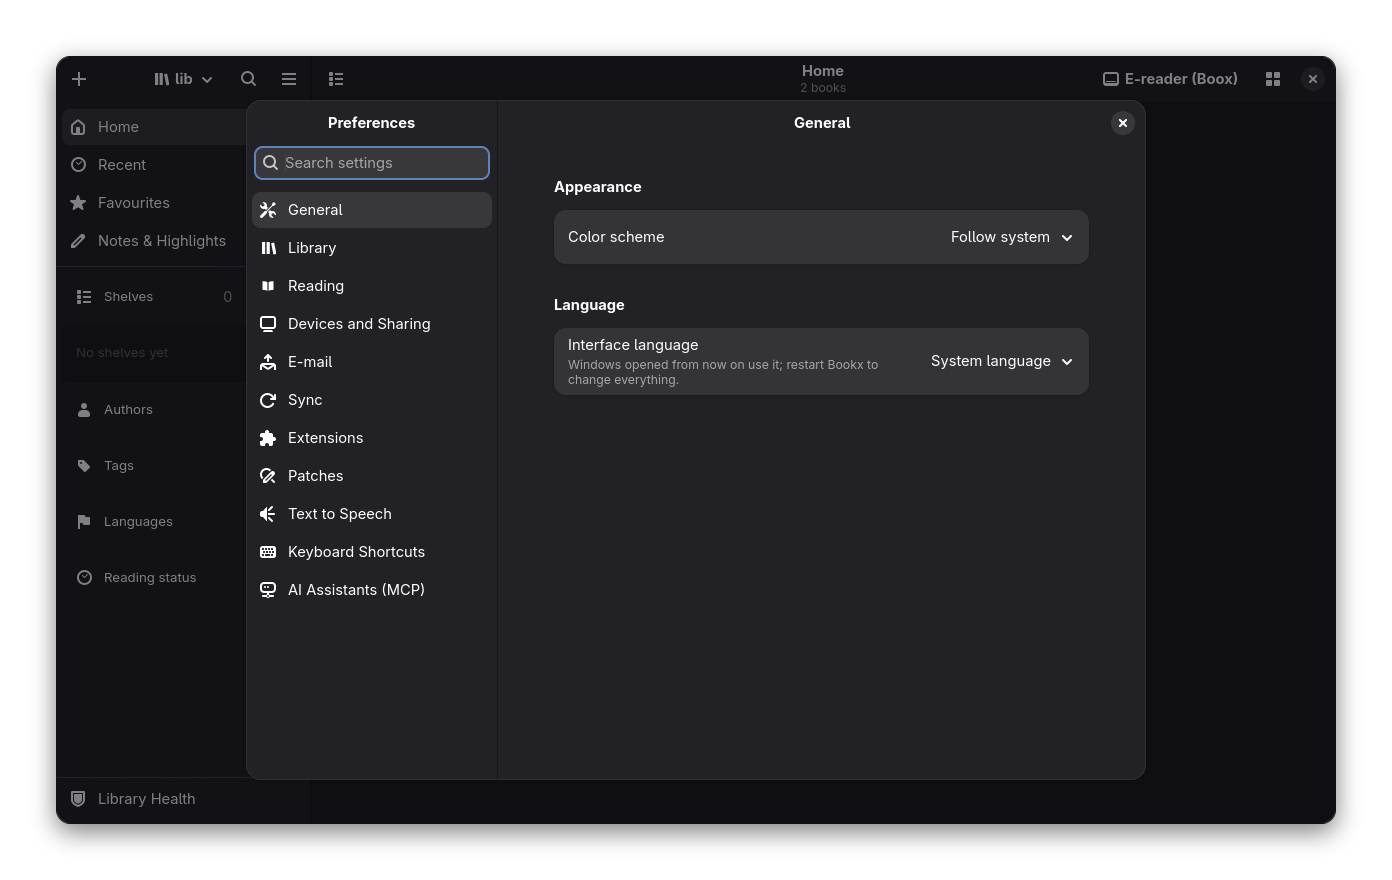 lib
Home
2 books
E-reader (Boox)
Home
Recent
Favourites
Notes & Highlights
Shelves 0
No shelves yet
Authors
Tags
Languages
Reading status
Library Health
Preferences
Search settings
General
Library
Reading
Devices and Sharing
E-mail
Sync
Extensions
Patches
Text to Speech
Keyboard Shortcuts
AI Assistants (MCP)
General
Appearance
Color scheme Follow system
Language
Interface language
Windows opened from now on use it; restart Bookx to
change everything.
System language